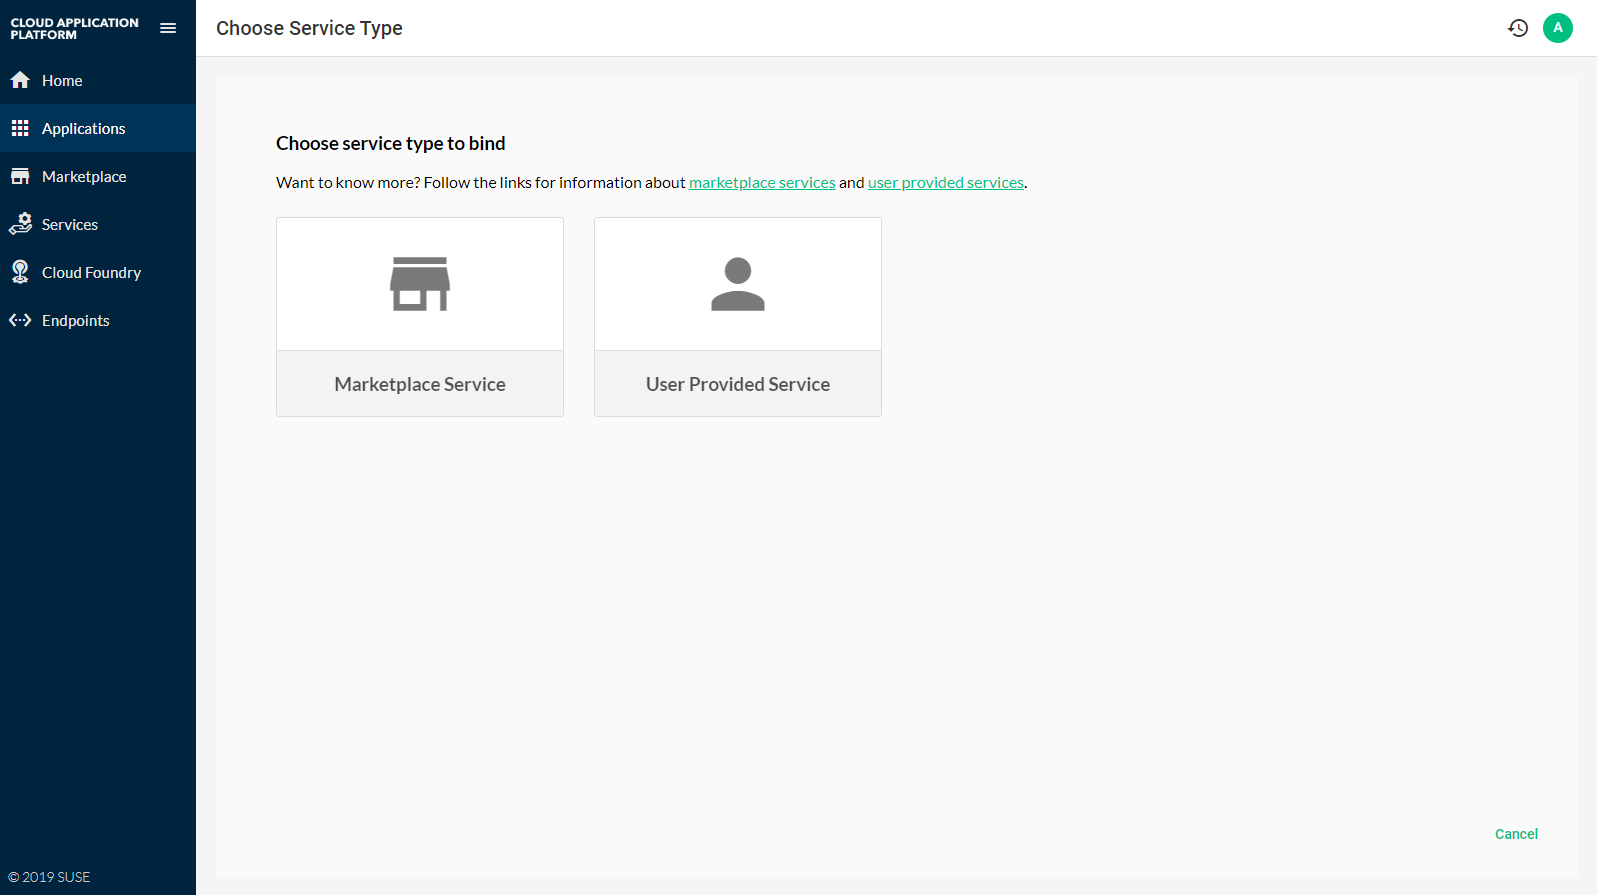 CLOUD APPLICATION
PLATFORM
Choose Service Type
A
Home
Applications
Marketplace
Services
Cloud Foundry
Endpoints
Choose service type to bind
Want to know more? Follow the links for information about marketplace services and user provided services.
Marketplace Service
User Provided Service
Cancel
© 2019 SUSE